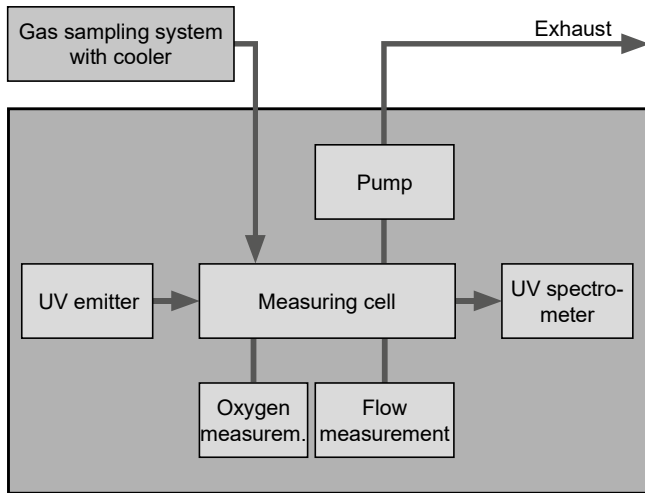 Gas sampling system
with cooler
Exhaust
Pump
UV emitter
Measuring cell
UV spectro-
meter
Oxygen
measurem.
Flow
measurement